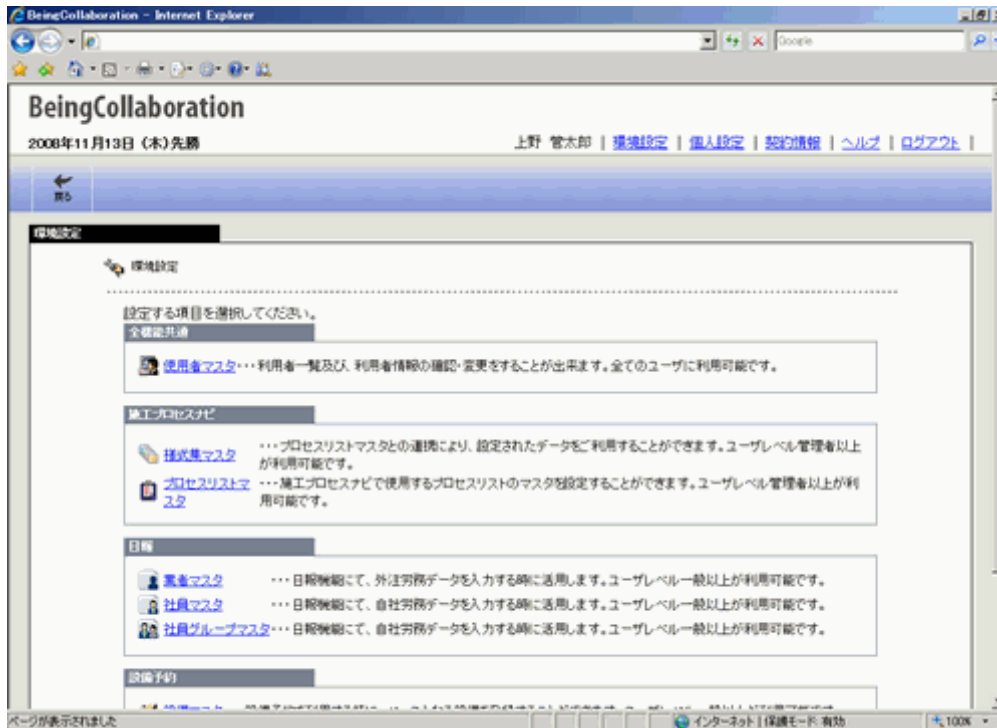 BeingCollaboration - Internet Explorer
Google
BeingCollaboration
2008年11月13日 (木)先勝
上野 管太郎 | 環境設定 | 個人設定 | 契約情報 | ヘルプ | ログアウト |
戻る
環境設定
環境設定
設定する項目を選択してください。
全機能共通
使用者マスタ・・・利用者一覧及び、利用者情報の確認・変更をすることが出来ます。全てのユーザに利用可能です。
施工プロセスナビ
様式集マスタ ・・・プロセスリストマスタとの連携により、設定されたデータをご利用することができます。ユーザレベル管理者以上
が利用可能です。
プロセスリストマ ・・・施工プロセスナビで使用するプロセスリストのマスタを設定することができます。ユーザレベル管理者以上が利
スタ 用可能です。
日報
業者マスタ ・・・日報機能にて、外注労務データを入力する時に活用します。ユーザレベル一般以上が利用可能です。
社員マスタ ・・・日報機能にて、自社労務データを入力する時に活用します。ユーザレベル一般以上が利用可能です。
社員グループマスタ・・・日報機能にて、自社労務データを入力する時に活用します。ユーザレベル一般以上が利用可能です。
設備予約
ページが表示されました
インターネット | 保護モード: 有効
100%